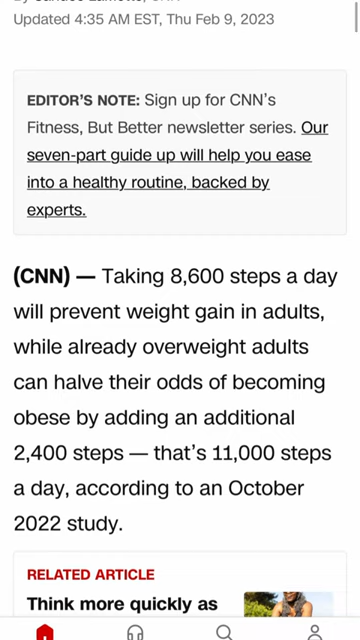 Updated 4:35 AM EST, Thu Feb 9, 2023
EDITOR'S NOTE: Sign up for CNN's
Fitness, But Better newsletter series. Our
seven-part guide up will help you ease
into a healthy routine, backed by
experts.
(CNN) — Taking 8,600 steps a day
will prevent weight gain in adults,
while already overweight adults
can halve their odds of becoming
obese by adding an additional
2,400 steps — that's 11,000 steps
a day, according to an October
2022 study.
RELATED ARTICLE
Think more quickly as